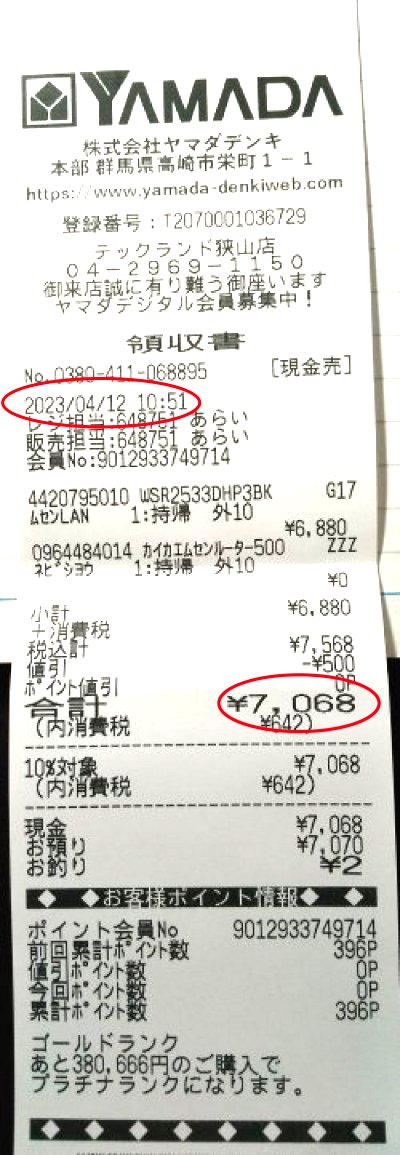 YAMADA
株式会社ヤマダデンキ
本部 群馬県高崎市栄町１－１
https://www.yamada-denkiweb.com
登録番号：T2070001036729
テックランド狭山店
０４－２９６９－１１５０
御来店誠に有り難う御座います
ヤマダデジタル会員募集中！
領収書
No.0380-411-068895 [現金売]
2023/04/12 10:51
レジ担当:648751 あらい
販売担当:648751 あらい
会員No:9012933749714
4420795010 WSR2533DHP3BK G17
ムセンLAN 1:持帰 外10
¥6,880
0964484014 カイカエムセンルーター500 ZZZ
ネビショウ 1:持帰 外10
¥0
小計 ¥6,880
＋消費税
税込計 ¥7,568
値引 -¥500
ポイント値引 0P
合計 ¥7,068
(内消費税 ¥642)
10%対象 ¥7,068
(内消費税 ¥642)
現金 ¥7,068
お預り ¥7,070
お釣り ¥2
◆ ◆お客様ポイント情報◆ ◆
ポイント会員No 9012933749714
前回累計ポイント数 396P
値引ポイント数 0P
今回ポイント数 0P
累計ポイント数 396P
ゴールドランク
あと380,666円のご購入で
プラチナランクになります。